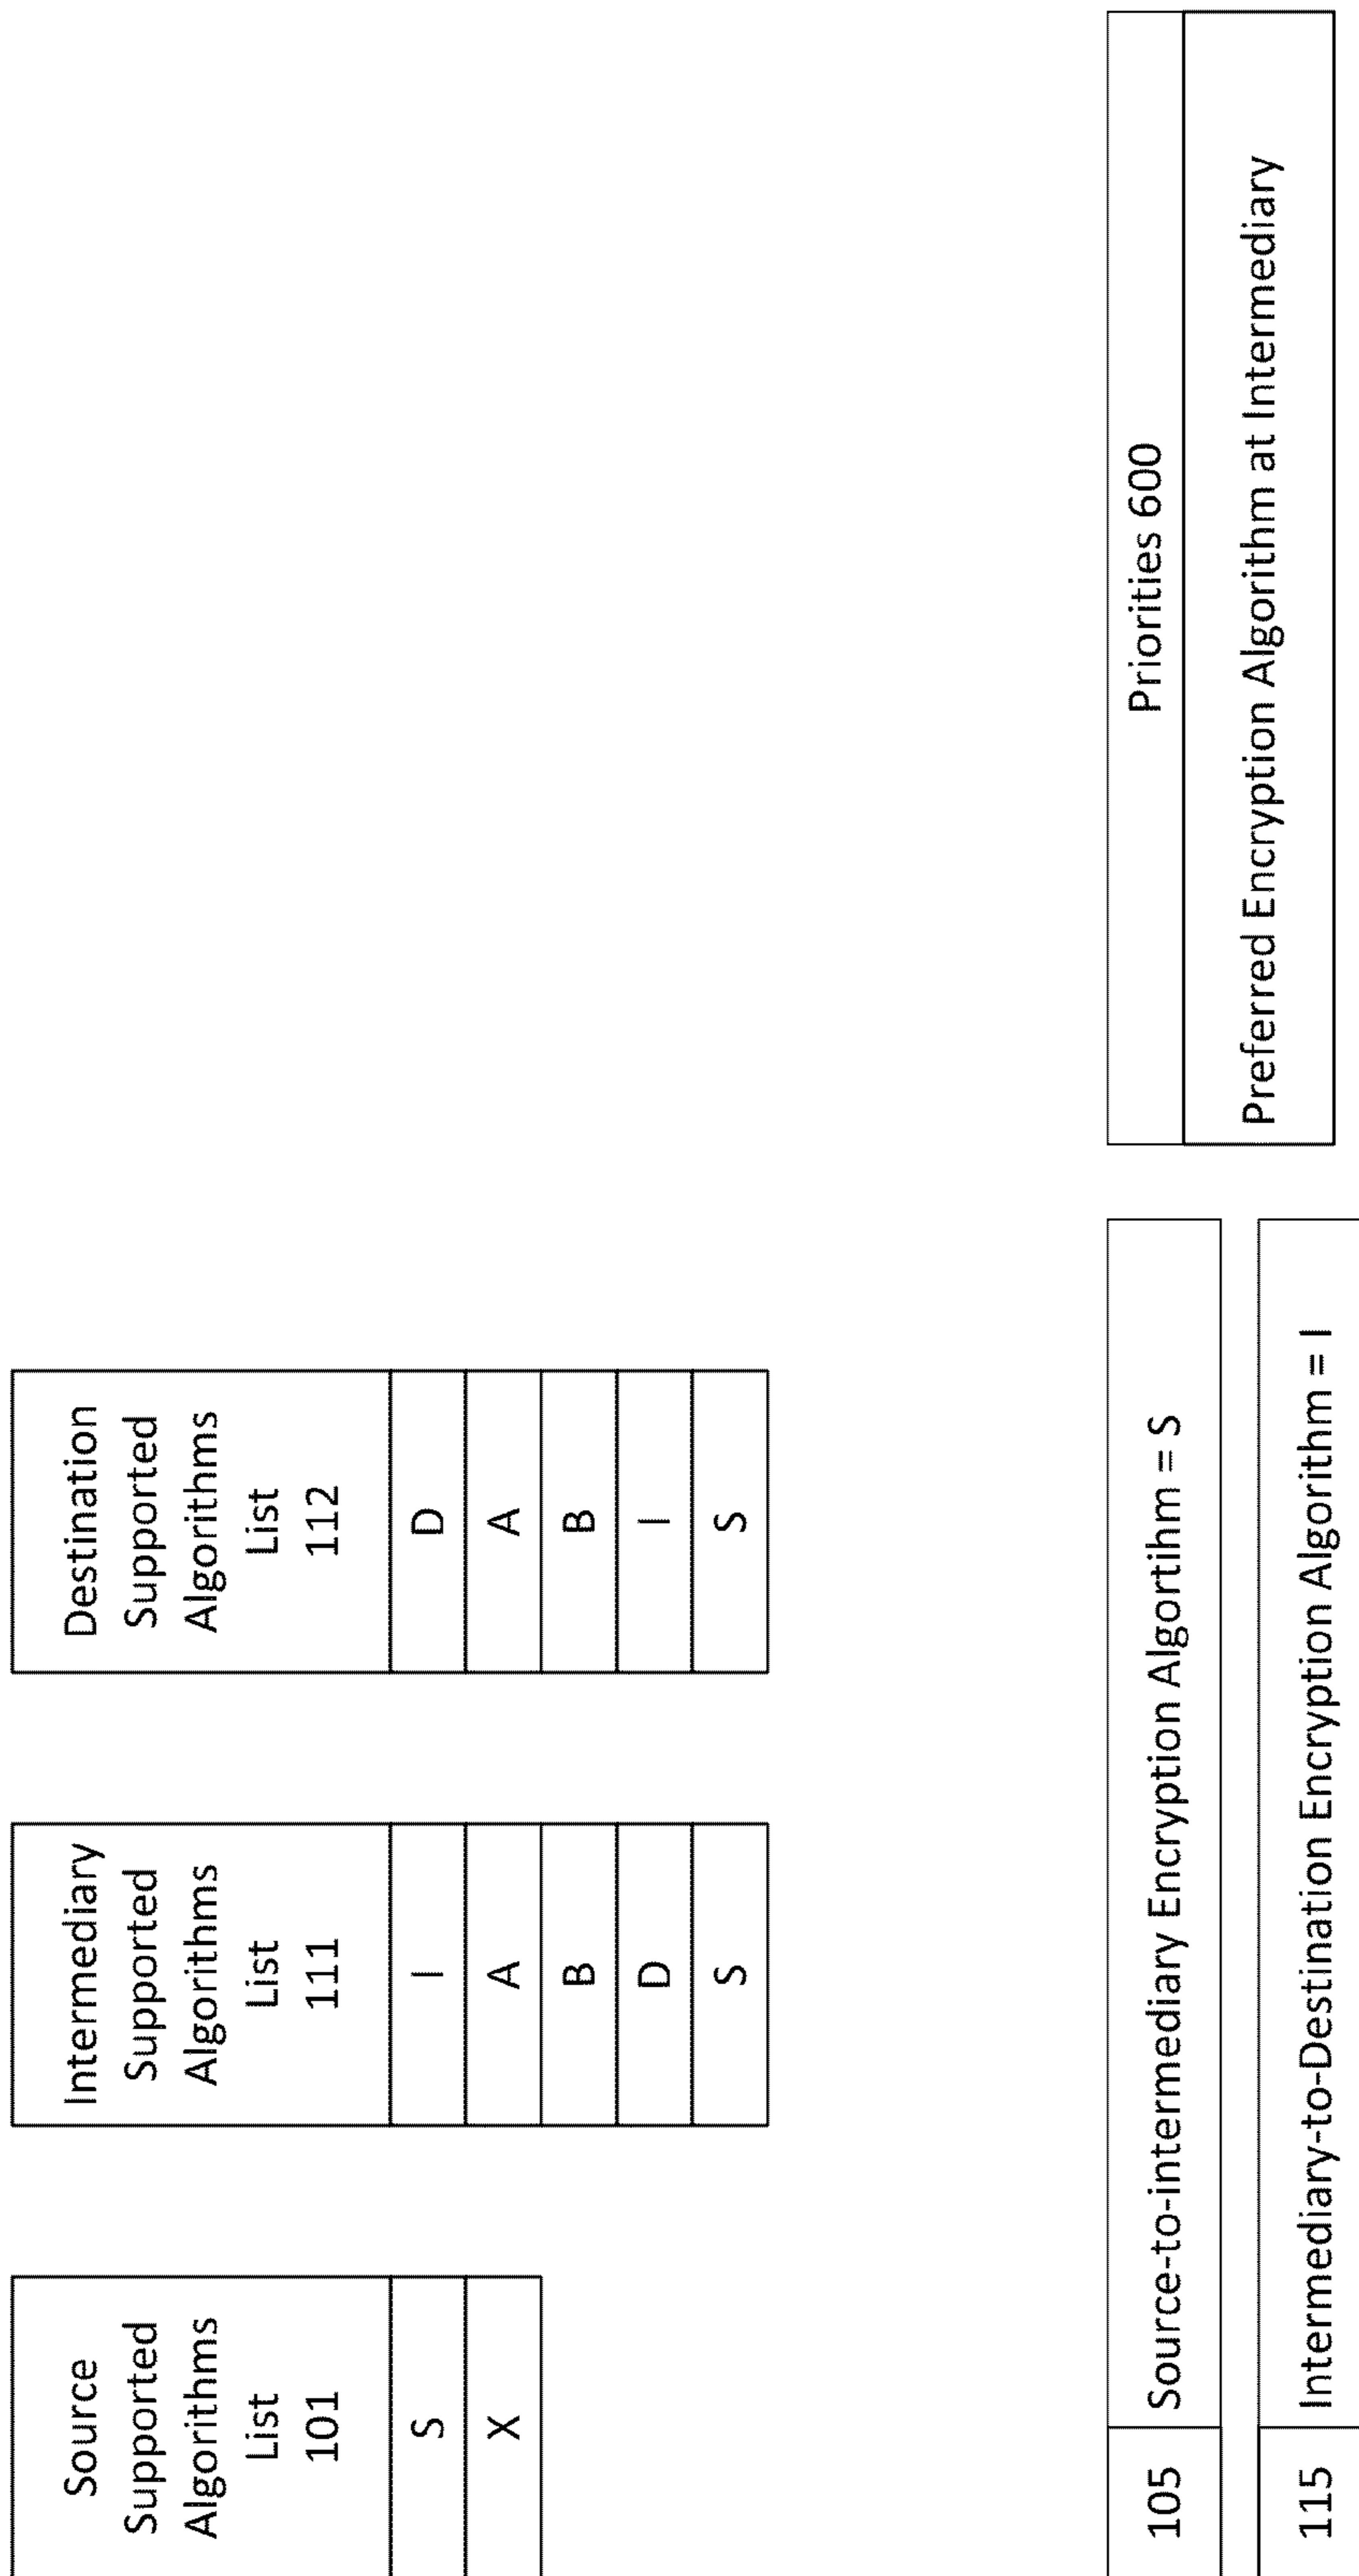 Source
Supported
Algorithms
List
101
S
X
Intermediary
Supported
Algorithms
List
111
I
A
B
D
S
Destination
Supported
Algorithms
List
112
D
A
B
I
S
105
Source-to-intermediary Encryption Algortihm = S
115
Intermediary-to-Destination Encryption Algorithm = I
Priorities 600
Preferred Encryption Algorithm at Intermediary